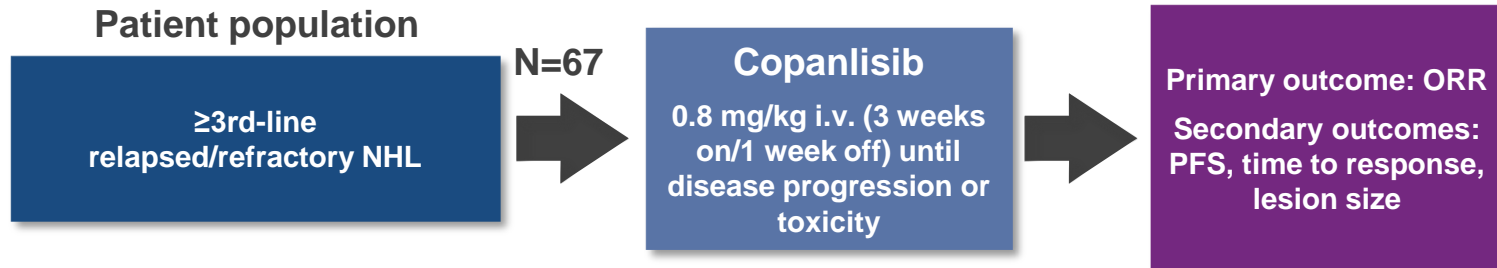 Patient population
≥3rd-line
relapsed/refractory NHL
N=67
Copanlisib
0.8 mg/kg i.v. (3 weeks
on/1 week off) until
disease progression or
toxicity
Primary outcome: ORR
Secondary outcomes:
PFS, time to response,
lesion size